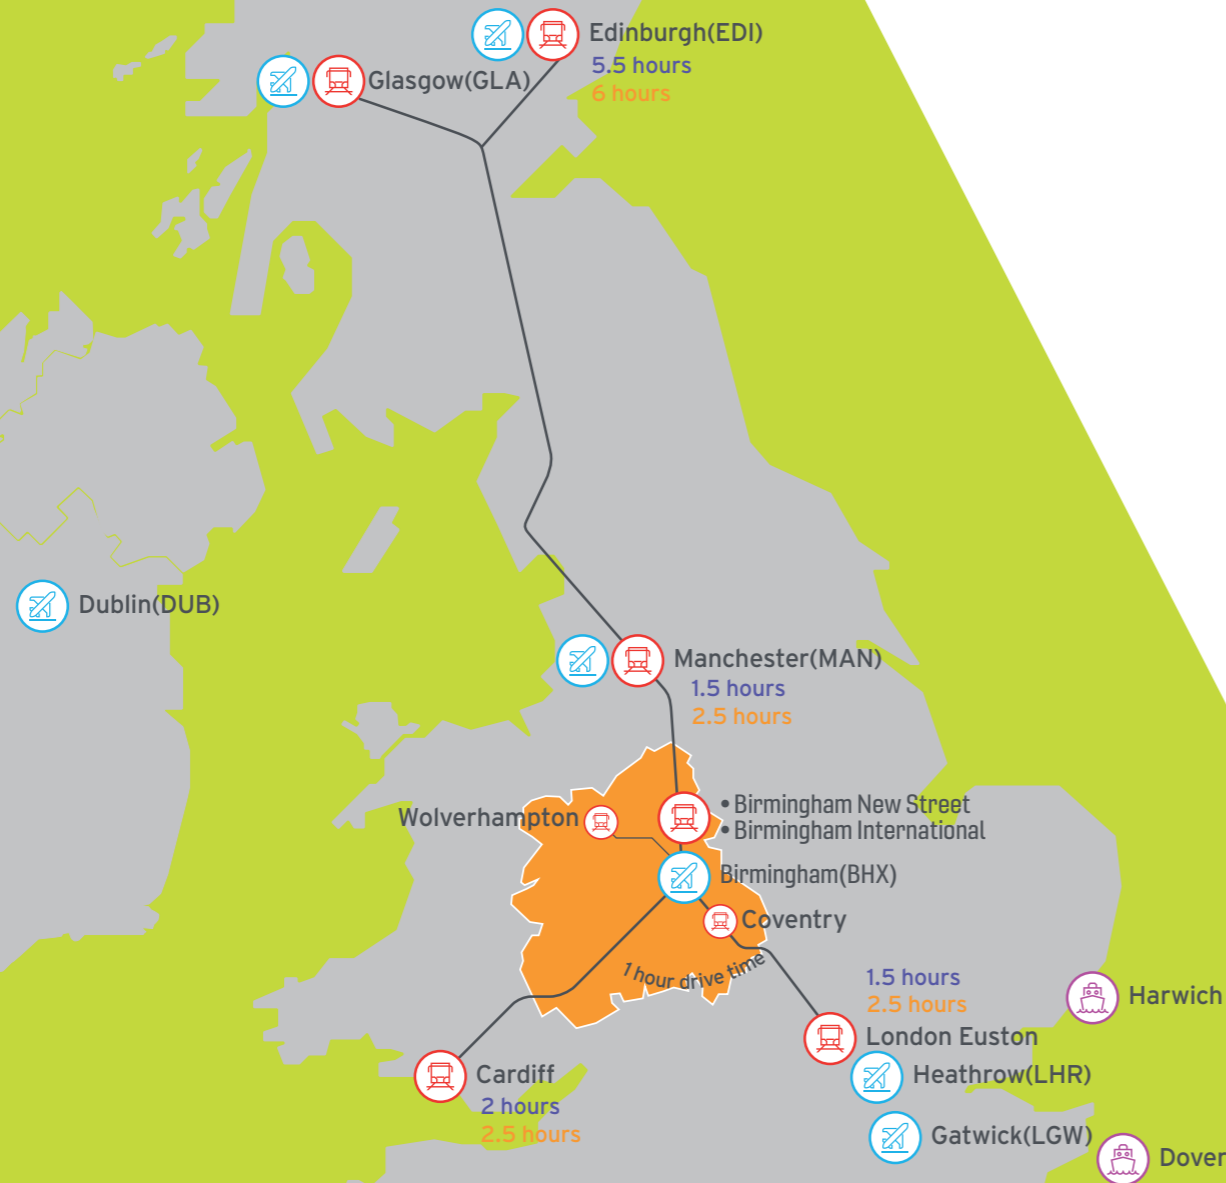 Edinburgh(EDI)
5.5 hours
6 hours
Glasgow(GLA)
Dublin(DUB)
Manchester(MAN)
1.5 hours
2.5 hours
Wolverhampton
• Birmingham New Street
• Birmingham International
Birmingham(BHX)
Coventry
1 hour drive time
1.5 hours
2.5 hours
London Euston
Harwich
Heathrow(LHR)
Cardiff
2 hours
2.5 hours
Gatwick(LGW)
Dover